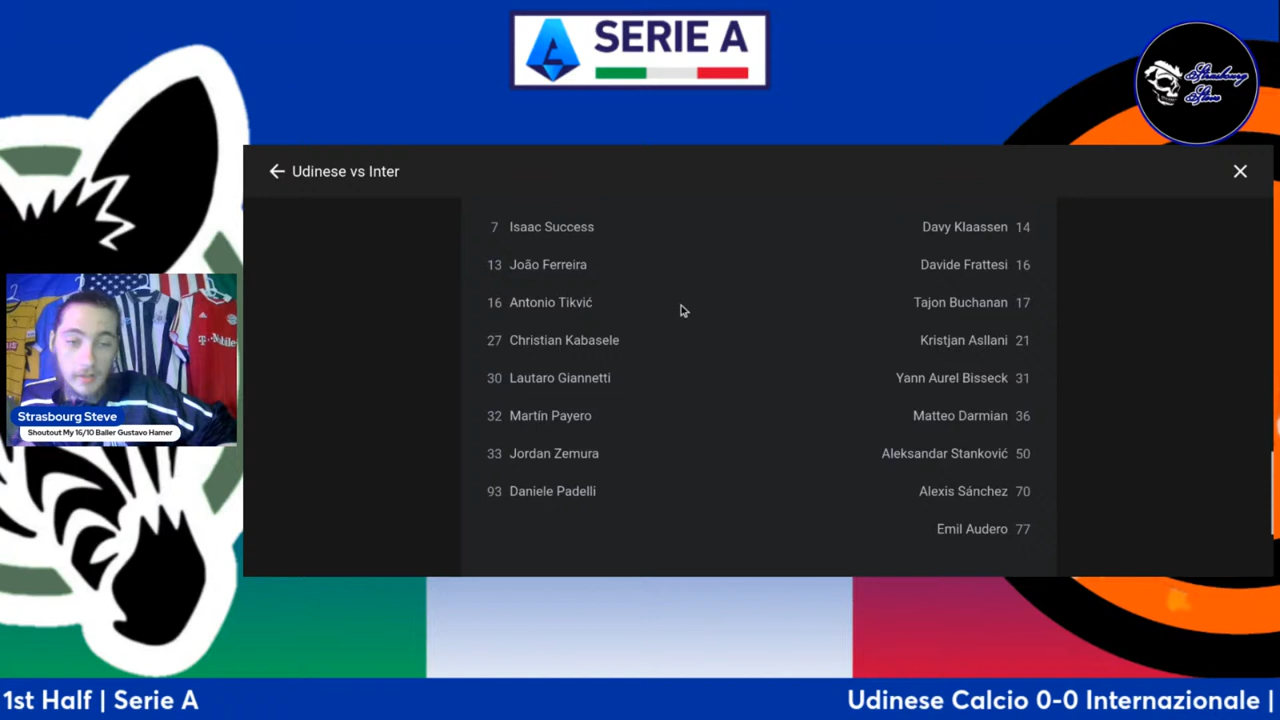 SERIE A
Strasbourg
Steve
Udinese vs Inter
7 Isaac Success
Davy Klaassen 14
13 João Ferreira
Davide Frattesi 16
16 Antonio Tikvić
Tajon Buchanan 17
27 Christian Kabasele
Kristjan Asllani 21
30 Lautaro Giannetti
Yann Aurel Bisseck 31
32 Martín Payero
Matteo Darmian 36
33 Jordan Zemura
Aleksandar Stanković 50
93 Daniele Padelli
Alexis Sánchez 70
Emil Audero 77
T-Mobile
Strasbourg Steve
Shoutout My 16/10 Baller Gustavo Hamer
1st Half | Serie A
Udinese Calcio 0-0 Internazionale |